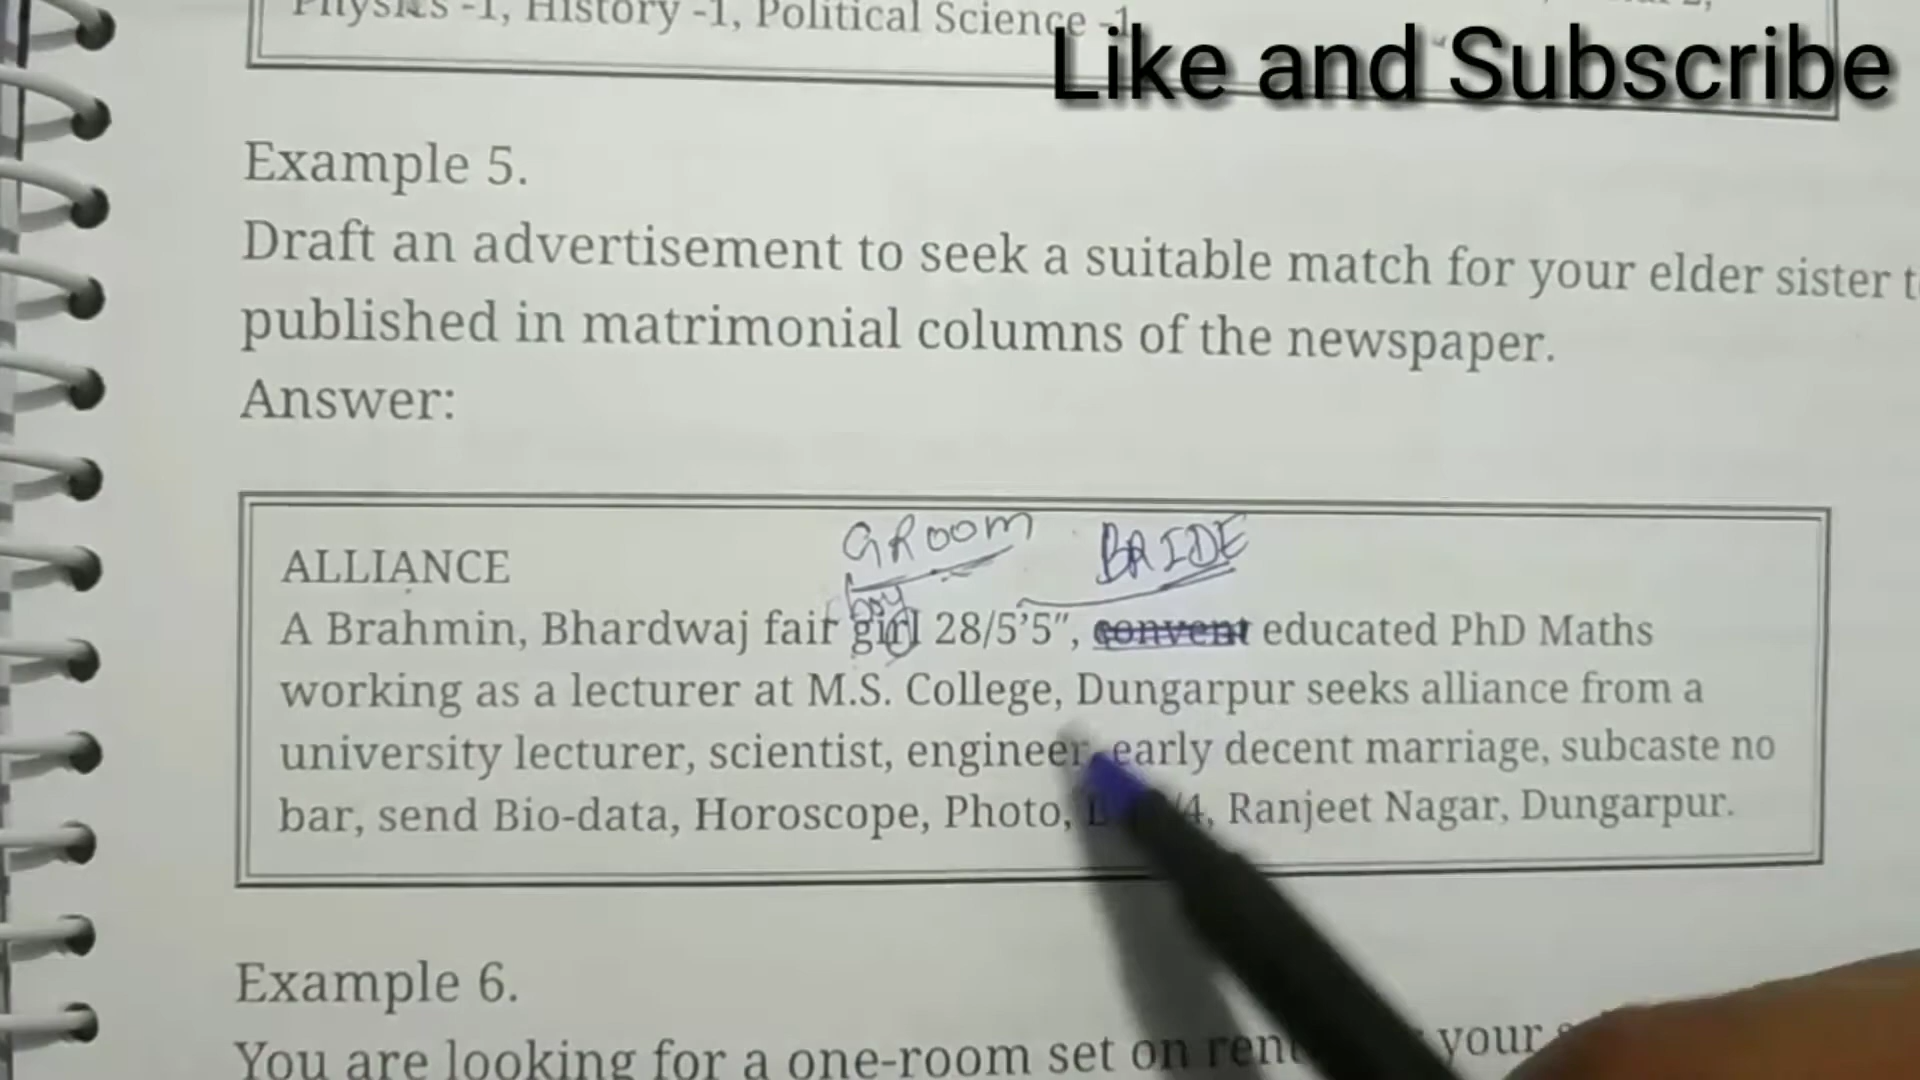 Physics -1, History -1, Political Science -1
Like and Subscribe
Example 5.
Draft an advertisement to seek a suitable match for your elder sister
published in matrimonial columns of the newspaper.
Answer:
GROOM BRIDE
ALLIANCE
boy
A Brahmin, Bhardwaj fair girl 28/5’5”, convent educated PhD Maths
working as a lecturer at M.S. College, Dungarpur seeks alliance from a
university lecturer, scientist, engineer, early decent marriage, subcaste no
bar, send Bio-data, Horoscope, Photo, Ranjeet Nagar, Dungarpur.
Example 6.
You are looking for a one-room set on your